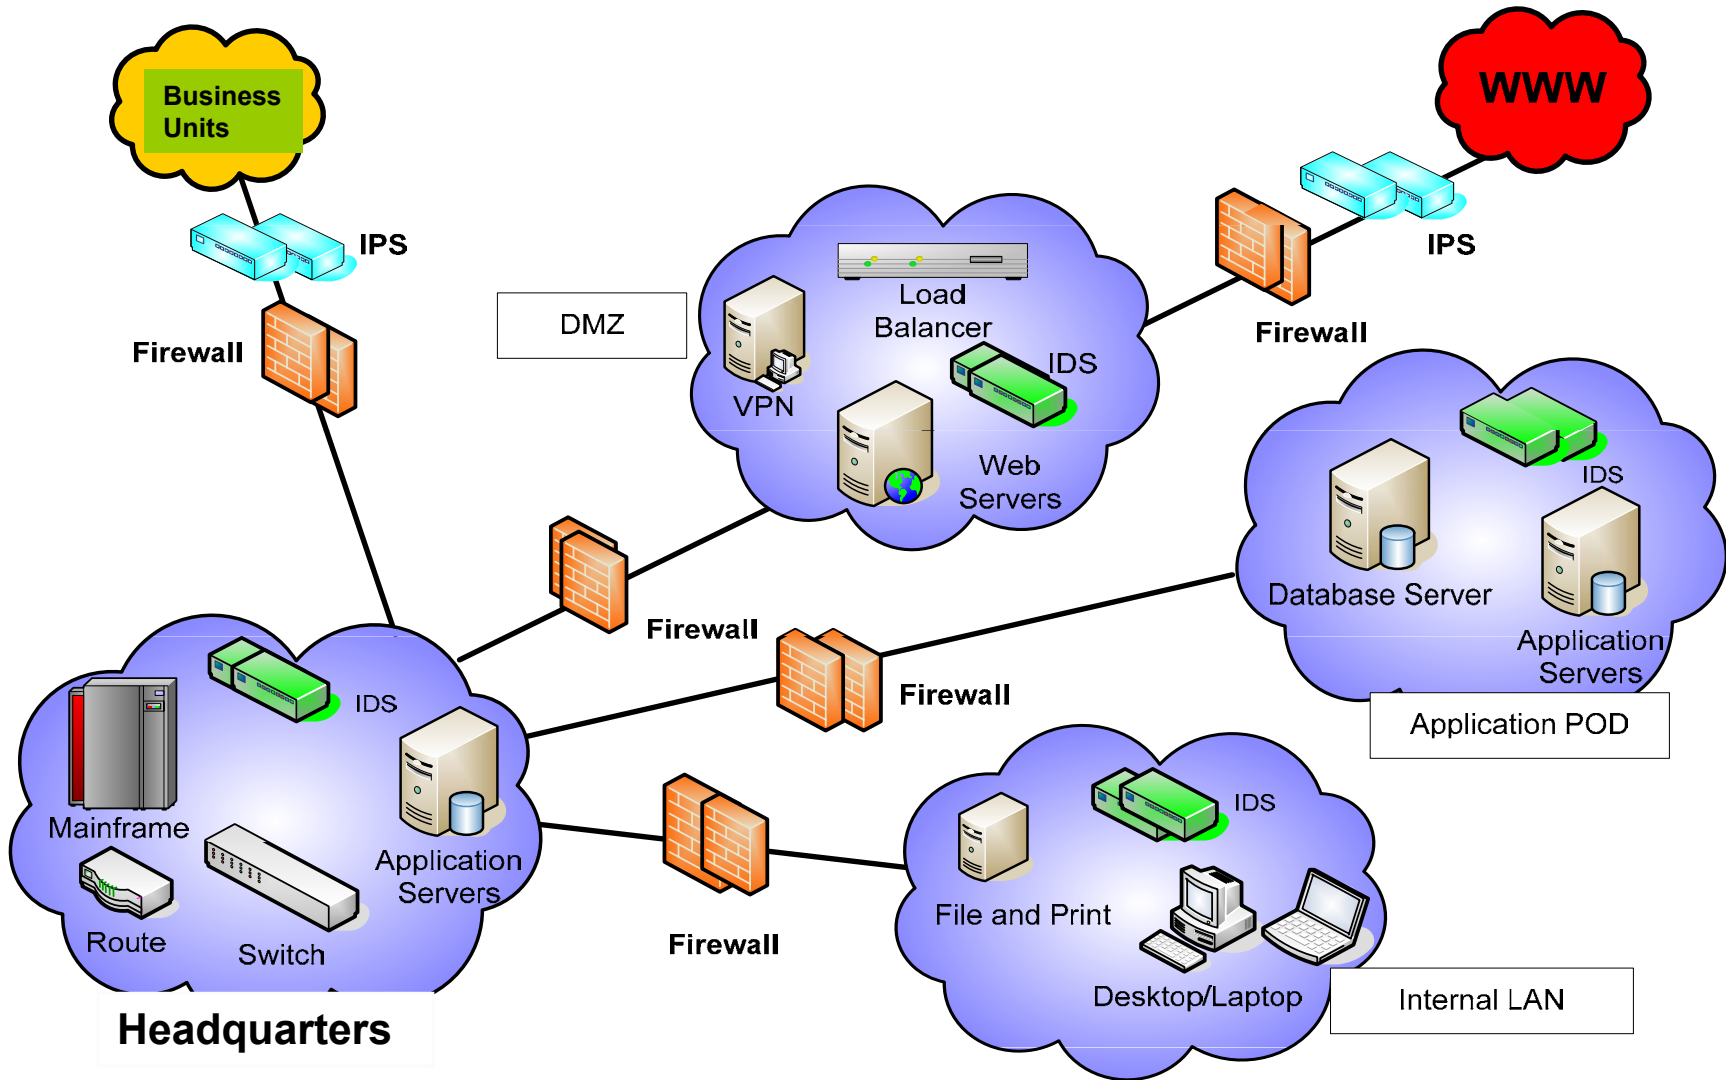 Business
Units
WWW
IPS
IPS
Firewall
DMZ
Load
Balancer
Firewall
IDS
VPN
Web
Servers
IDS
Database Server
Application
Servers
Application POD
Firewall
Firewall
IDS
Mainframe
Application
Servers
Route
Switch
Headquarters
Firewall
IDS
File and Print
Desktop/Laptop
Internal LAN